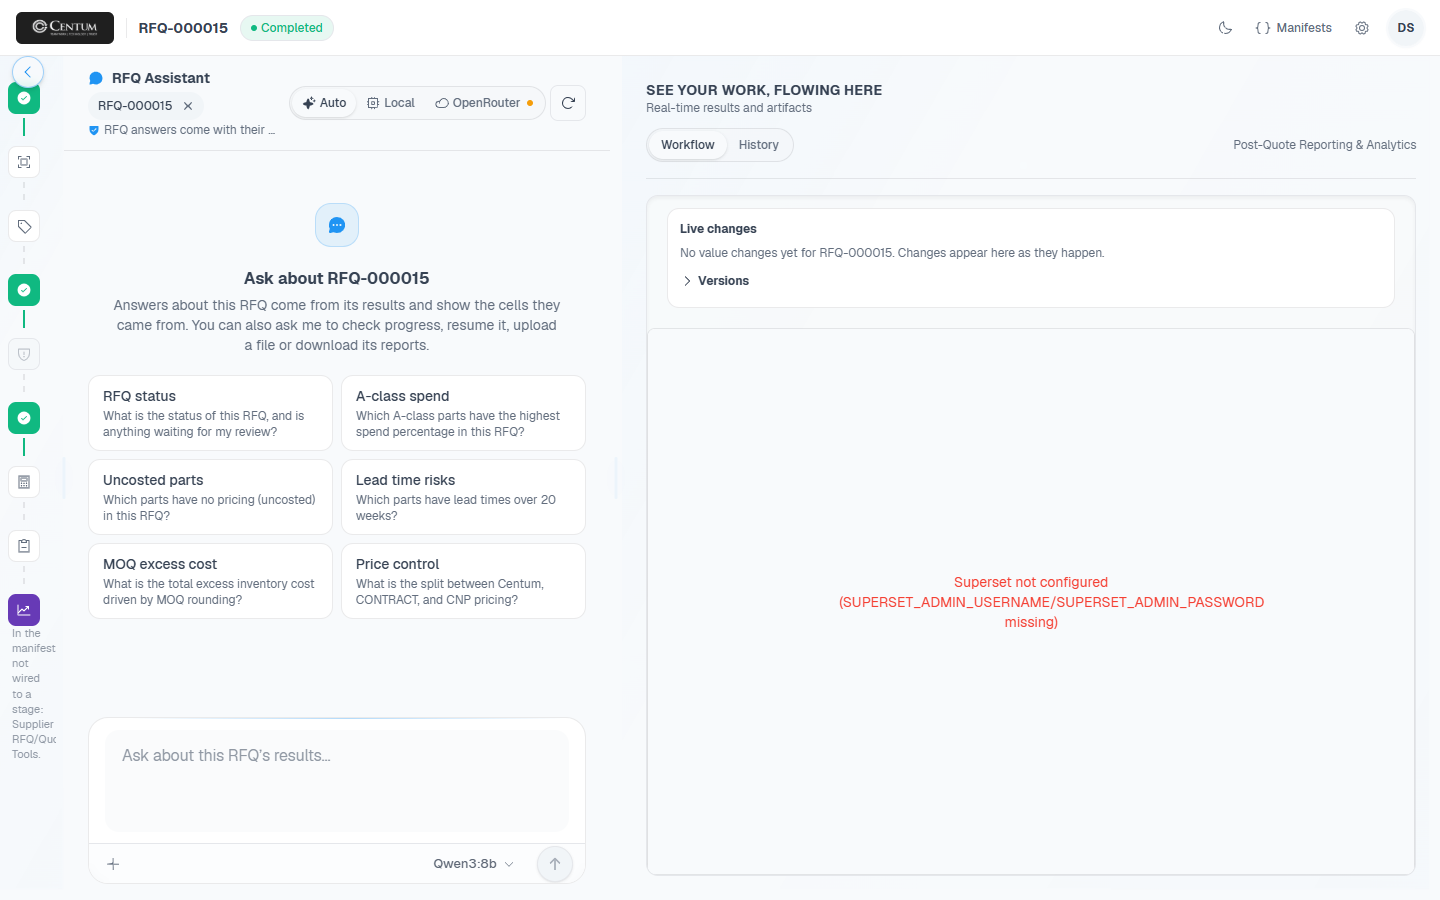 CENTUM
RFQ-000015
Completed
Manifests
DS
RFQ Assistant
RFQ-000015
Auto
Local
OpenRouter
RFQ answers come with their ...
SEE YOUR WORK, FLOWING HERE
Real-time results and artifacts
Workflow
History
Post-Quote Reporting & Analytics
Live changes
No value changes yet for RFQ-000015. Changes appear here as they happen.
Versions
Ask about RFQ-000015
Answers about this RFQ come from its results and show the cells they
came from. You can also ask me to check progress, resume it, upload
a file or download its reports.
RFQ status
What is the status of this RFQ, and is
anything waiting for my review?
A-class spend
Which A-class parts have the highest
spend percentage in this RFQ?
Uncosted parts
Which parts have no pricing (uncosted)
in this RFQ?
Lead time risks
Which parts have lead times over 20
weeks?
MOQ excess cost
What is the total excess inventory cost
driven by MOQ rounding?
Price control
What is the split between Centum,
CONTRACT, and CNP pricing?
Superset not configured
(SUPERSET_ADMIN_USERNAME/SUPERSET_ADMIN_PASSWORD
missing)
In the
manifest
not
wired
to a
stage:
Supplier
RFQ/Quo
Tools.
Ask about this RFQ's results...
Qwen3:8b